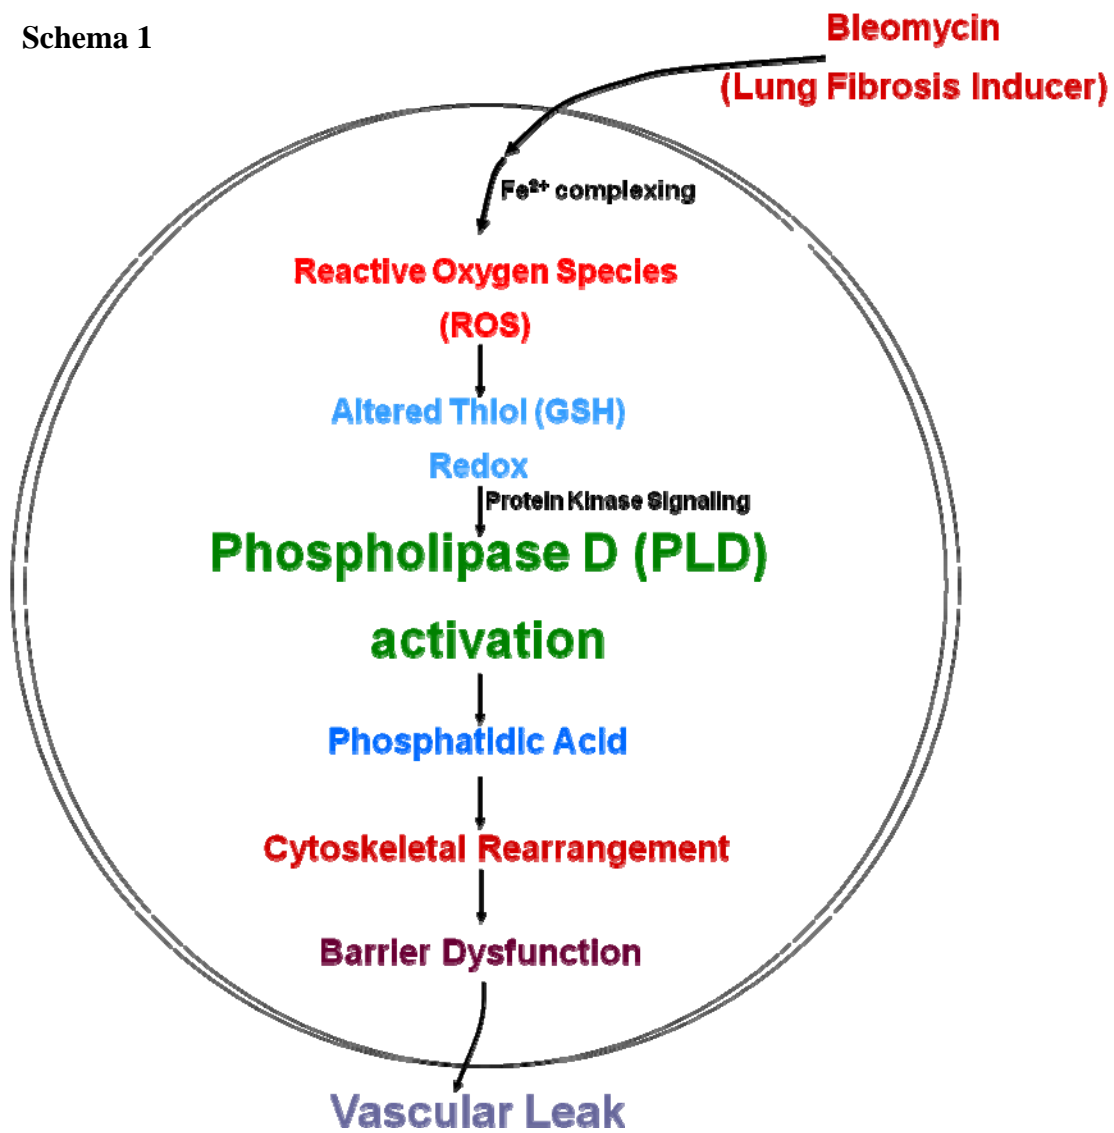 Schema 1
Bleomycin
(Lung Fibrosis Inducer)
Fe²⁺ complexing
Reactive Oxygen Species
(ROS)
Altered Thiol (GSH)
Redox
Protein Kinase Signaling
Phospholipase D (PLD)
activation
Phosphatidic Acid
Cytoskeletal Rearrangement
Barrier Dysfunction
Vascular Leak